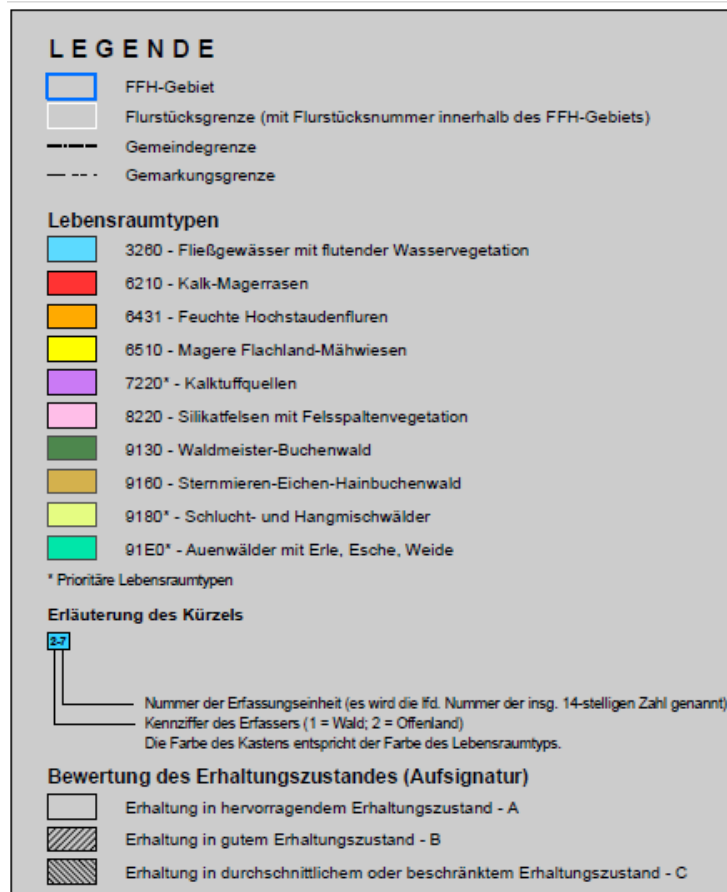 LEGENDE
FFH-Gebiet
Flurstücksgrenze (mit Flurstücksnummer innerhalb des FFH-Gebiets)
Gemeindegrenze
Gemarkungsgrenze
Lebensraumtypen
3260 - Fließgewässer mit flutender Wasservegetation
6210 - Kalk-Magerrasen
6431 - Feuchte Hochstaudenfluren
6510 - Magere Flachland-Mähwiesen
7220* - Kalktuffquellen
8220 - Silikatfelsen mit Felsspaltenvegetation
9130 - Waldmeister-Buchenwald
9160 - Sternmieren-Eichen-Hainbuchenwald
9180* - Schlucht- und Hangmischwälder
91E0* - Auenwälder mit Erle, Esche, Weide
* Prioritäre Lebensraumtypen
Erläuterung des Kürzels
2-7
Nummer der Erfassungseinheit (es wird die lfd. Nummer der insg. 14-stelligen Zahl genannt)
Kennziffer des Erfassers (1 = Wald; 2 = Offenland)
Die Farbe des Kastens entspricht der Farbe des Lebensraumtyps.
Bewertung des Erhaltungszustandes (Aufsignatur)
Erhaltung in hervorragendem Erhaltungszustand - A
Erhaltung in gutem Erhaltungszustand - B
Erhaltung in durchschnittlichem oder beschränktem Erhaltungszustand - C